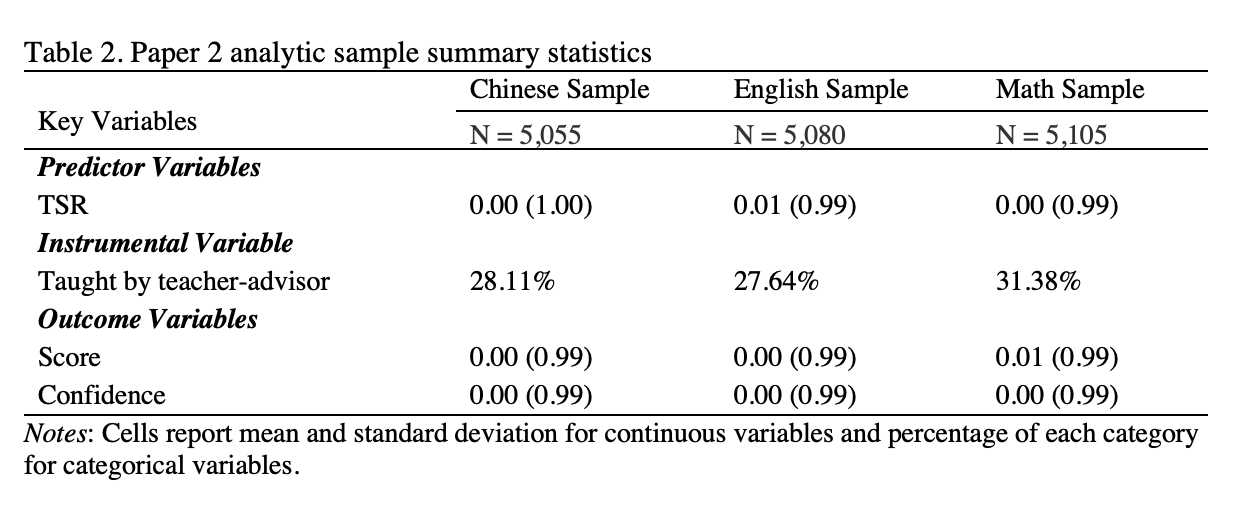 Table 2. Paper 2 analytic sample summary statistics
Chinese Sample English Sample Math Sample
Key Variables
N = 5,055 N = 5,080 N = 5,105
Predictor Variables
TSR 0.00 (1.00) 0.01 (0.99) 0.00 (0.99)
Instrumental Variable
Taught by teacher-advisor 28.11% 27.64% 31.38%
Outcome Variables
Score 0.00 (0.99) 0.00 (0.99) 0.01 (0.99)
Confidence 0.00 (0.99) 0.00 (0.99) 0.00 (0.99)
Notes: Cells report mean and standard deviation for continuous variables and percentage of each category
for categorical variables.